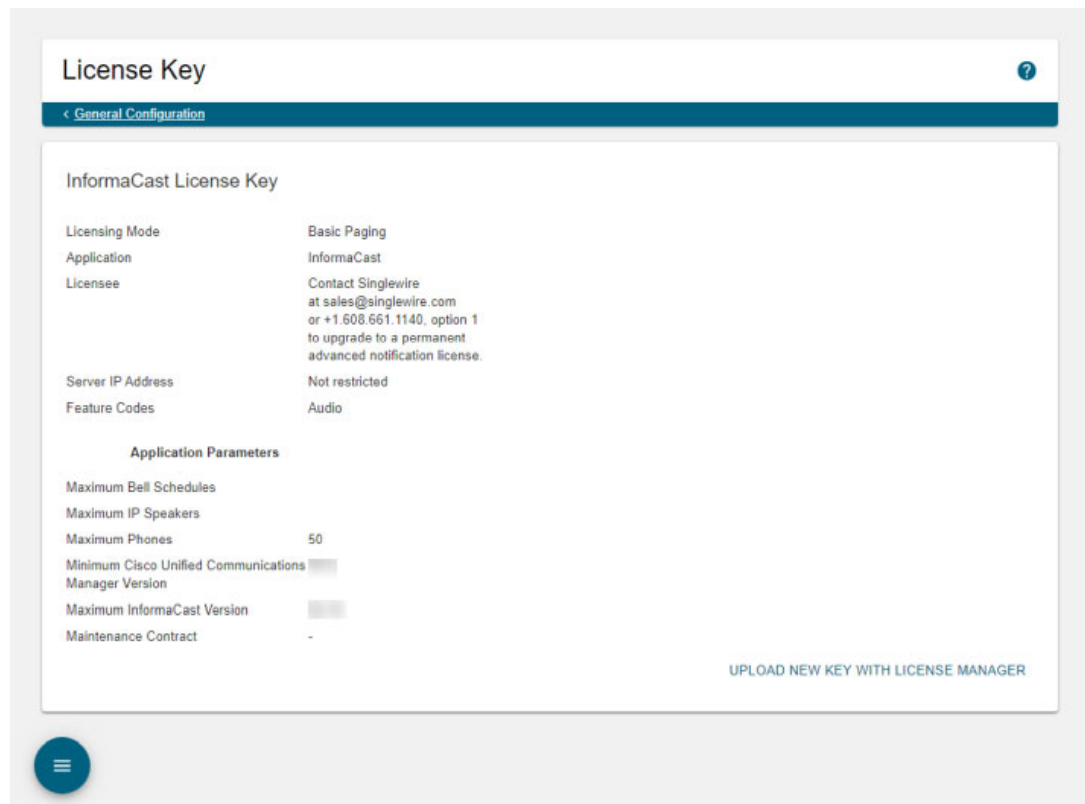 License Key
?
< General Configuration
InformaCast License Key
Licensing Mode Basic Paging
Application InformaCast
Licensee Contact Singlewire
at sales@singlewire.com
or +1.608.661.1140, option 1
to upgrade to a permanent
advanced notification license.
Server IP Address Not restricted
Feature Codes Audio
Application Parameters
Maximum Bell Schedules
Maximum IP Speakers
Maximum Phones 50
Minimum Cisco Unified Communications
Manager Version
Maximum InformaCast Version
Maintenance Contract -
UPLOAD NEW KEY WITH LICENSE MANAGER